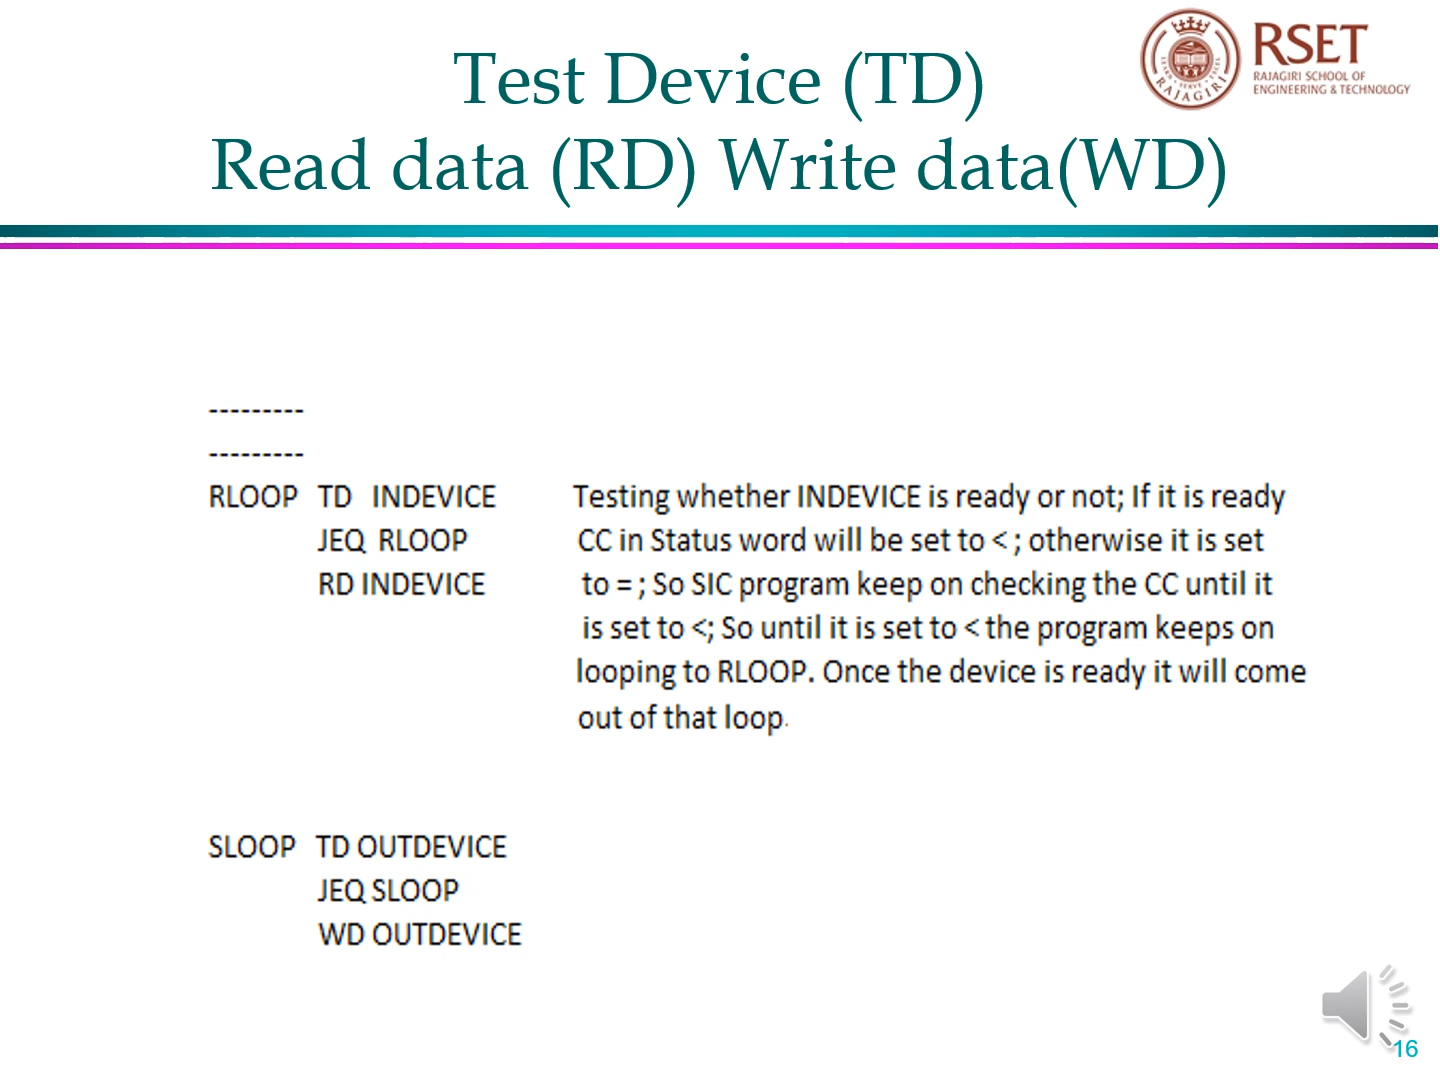 Test Device (TD)
Read data (RD) Write data(WD)
RSET
RAJAGIRI SCHOOL OF
ENGINEERING & TECHNOLOGY
LEARN SERVE EXCEL
RAJAGIRI
---------
---------
RLOOP TD INDEVICE Testing whether INDEVICE is ready or not; If it is ready
JEQ RLOOP CC in Status word will be set to < ; otherwise it is set
RD INDEVICE to = ; So SIC program keep on checking the CC until it
is set to <; So until it is set to < the program keeps on
looping to RLOOP. Once the device is ready it will come
out of that loop.
SLOOP TD OUTDEVICE
JEQ SLOOP
WD OUTDEVICE
16